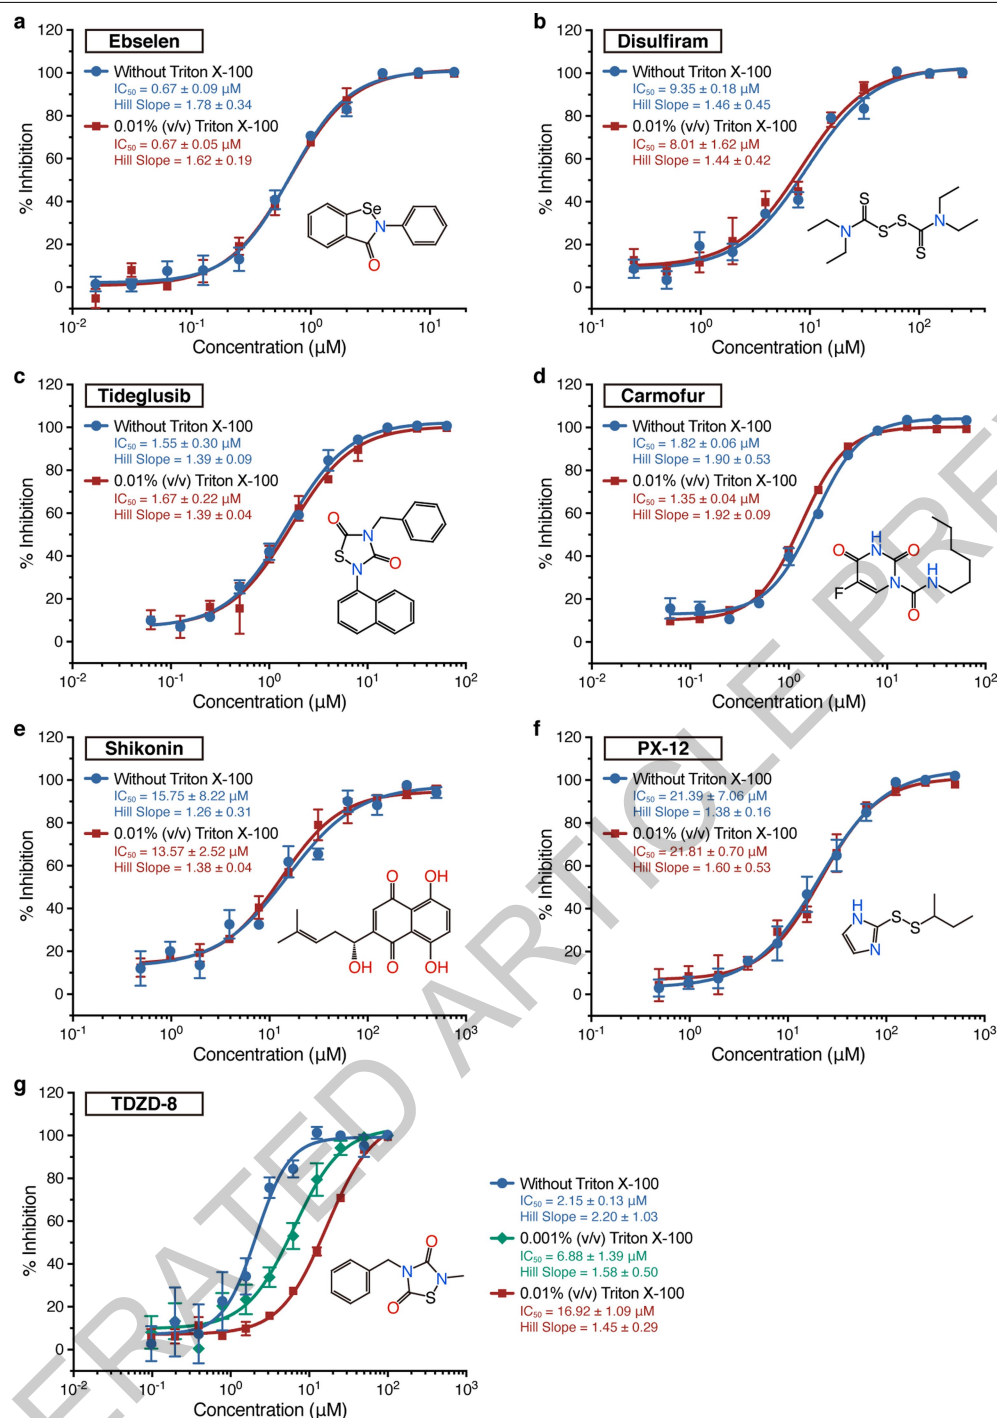 a
Ebselen
Without Triton X-100
IC₅₀ = 0.67 ± 0.09 µM
Hill Slope = 1.78 ± 0.34
0.01% (v/v) Triton X-100
IC₅₀ = 0.67 ± 0.05 µM
Hill Slope = 1.62 ± 0.19
% Inhibition
120
100
80
60
40
20
0
Se
N
O
10⁻² 10⁻¹ 10⁰ 10¹
Concentration (µM)
b
Disulfiram
Without Triton X-100
IC₅₀ = 9.35 ± 0.18 µM
Hill Slope = 1.46 ± 0.45
0.01% (v/v) Triton X-100
IC₅₀ = 8.01 ± 1.62 µM
Hill Slope = 1.44 ± 0.42
% Inhibition
120
100
80
60
40
20
0
S
N S S N
S
10⁻¹ 10⁰ 10¹ 10²
Concentration (µM)
c
Tideglusib
Without Triton X-100
IC₅₀ = 1.55 ± 0.30 µM
Hill Slope = 1.39 ± 0.09
0.01% (v/v) Triton X-100
IC₅₀ = 1.67 ± 0.22 µM
Hill Slope = 1.39 ± 0.04
% Inhibition
120
100
80
60
40
20
0
O
N
S O
N
10⁻² 10⁻¹ 10⁰ 10¹ 10²
Concentration (µM)
d
Carmofur
Without Triton X-100
IC₅₀ = 1.82 ± 0.06 µM
Hill Slope = 1.90 ± 0.53
0.01% (v/v) Triton X-100
IC₅₀ = 1.35 ± 0.04 µM
Hill Slope = 1.92 ± 0.09
% Inhibition
120
100
80
60
40
20
0
H
O N O
H
F N N
O
10⁻² 10⁻¹ 10⁰ 10¹ 10²
Concentration (µM)
e
Shikonin
Without Triton X-100
IC₅₀ = 15.75 ± 8.22 µM
Hill Slope = 1.26 ± 0.31
0.01% (v/v) Triton X-100
IC₅₀ = 13.57 ± 2.52 µM
Hill Slope = 1.38 ± 0.04
% Inhibition
120
100
80
60
40
20
0
O OH
OH O OH
10⁻¹ 10⁰ 10¹ 10² 10³
Concentration (µM)
f
PX-12
Without Triton X-100
IC₅₀ = 21.39 ± 7.06 µM
Hill Slope = 1.38 ± 0.16
0.01% (v/v) Triton X-100
IC₅₀ = 21.81 ± 0.70 µM
Hill Slope = 1.60 ± 0.53
% Inhibition
120
100
80
60
40
20
0
H
N S
S
N
10⁻¹ 10⁰ 10¹ 10² 10³
Concentration (µM)
g
TDZD-8
% Inhibition
120
100
80
60
40
20
0
O
N N
O S
10⁻² 10⁻¹ 10⁰ 10¹ 10² 10³
Concentration (µM)
Without Triton X-100
IC₅₀ = 2.15 ± 0.13 µM
Hill Slope = 2.20 ± 1.03
0.001% (v/v) Triton X-100
IC₅₀ = 6.88 ± 1.39 µM
Hill Slope = 1.58 ± 0.50
0.01% (v/v) Triton X-100
IC₅₀ = 16.92 ± 1.09 µM
Hill Slope = 1.45 ± 0.29
ARTICLE